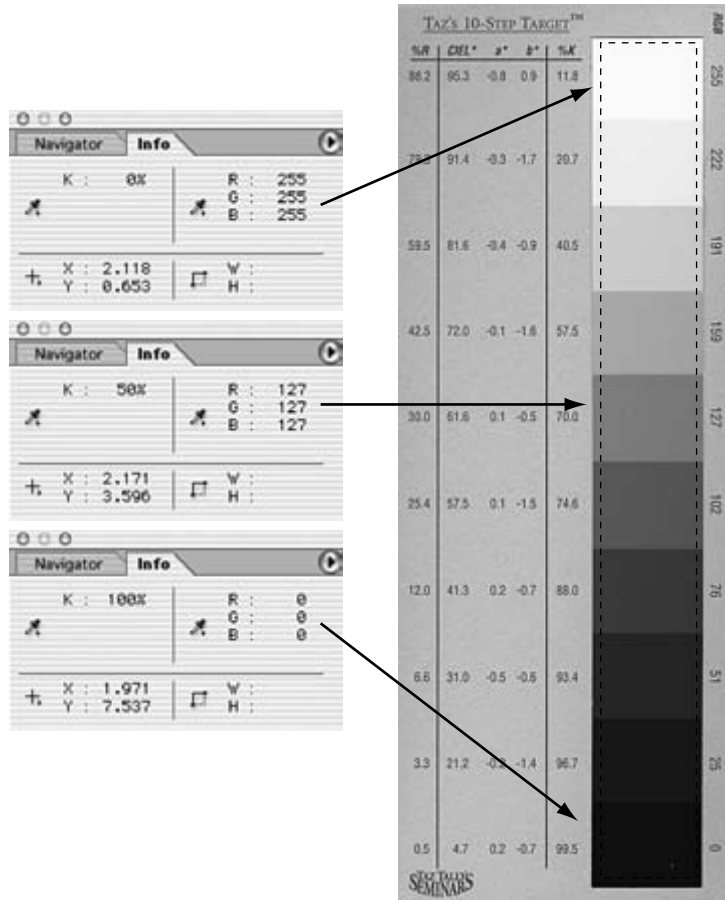 Navigator Info
K : 0% R : 255
G : 255
B : 255
X : 2.118 W :
Y : 0.653 H :
Navigator Info
K : 50% R : 127
G : 127
B : 127
X : 2.171 W :
Y : 3.596 H :
Navigator Info
K : 100% R : 0
G : 0
B : 0
X : 1.971 W :
Y : 7.537 H :
TAZ'S 10-STEP TARGET™
%R CIEL* a* b* %K RGB
88.2 95.3 -0.8 0.9 11.8 255
79.3 91.4 -0.3 -1.7 20.7 222
59.5 81.6 -0.4 -0.9 40.5 191
42.5 72.0 -0.1 -1.6 57.5 159
30.0 61.6 0.1 -0.5 70.0 127
25.4 57.5 0.1 -1.5 74.6 102
12.0 41.3 0.2 -0.7 88.0 76
6.6 31.0 -0.5 -0.6 93.4 51
3.3 21.2 -1.4 96.7 25
0.5 4.7 0.2 -0.7 99.5 0
TAZ TALLY
SEMINARS